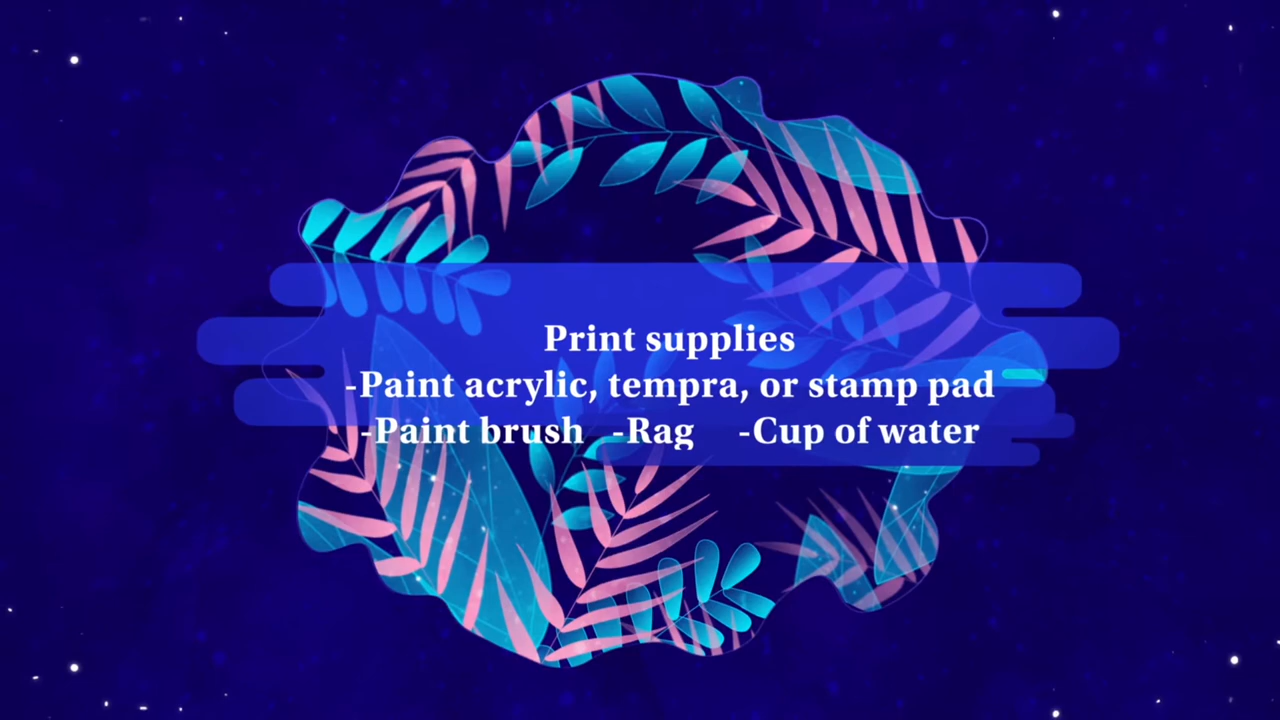 Print supplies
-Paint acrylic, tempra, or stamp pad
-Paint brush -Rag -Cup of water